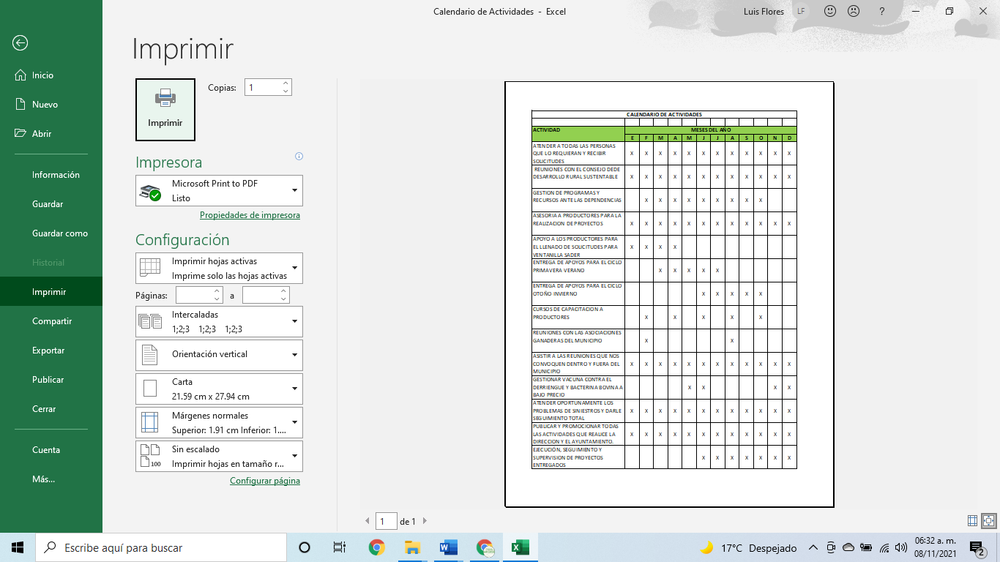 Calendario de Actividades - Excel
Luis Flores
LF
?
Imprimir
Inicio
Nuevo
Abrir
Información
Guardar
Guardar como
Historial
Imprimir
Compartir
Exportar
Publicar
Cerrar
Cuenta
Más...
Imprimir
Copias: 1
Impresora
Microsoft Print to PDF
Listo
Propiedades de impresora
Configuración
Imprimir hojas activas
Imprime solo las hojas activas
Páginas: a
Intercaladas
1;2;3 1;2;3 1;2;3
Orientación vertical
Carta
21.59 cm x 27.94 cm
Márgenes normales
Superior: 1.91 cm Inferior: 1....
Sin escalado
100
Imprimir hojas en tamaño r...
Configurar página
CALENDARIO DE ACTIVIDADES
ACTIVIDAD MESES DEL AÑO
E F M A M J J A S O N D
ATENDER A TODAS LAS PERSONAS
QUE LO REQUIERAN Y RECIBIR X X X X X X X X X X X X
SOLICITUDES
REUNIONES CON EL CONSEJO DEDE
DESARROLLO RURAL SUSTENTABLE X X X X X X X X X X X X
GESTION DE PROGRAMAS Y
RECURSOS ANTE LAS DEPENDENCIAS X X X X X X X X X
ASESORIA A PRODUCTORES PARA LA
REALIZACION DE PROYECTOS X X X X X X X X X X X X
APOYO A LOS PRODUCTORES PARA
EL LLENADO DE SOLICITUDES PARA X X X X
VENTANILLA SADER
ENTREGA DE APOYOS PARA EL CICLO
PRIMAVERA VERANO X X X X X
ENTREGA DE APOYOS PARA EL CICLO
OTOÑO INVIERNO X X X X X
CURSOS DE CAPACITACION A
PRODUCTORES X X X X X
REUNIONES CON LAS ASOCIACIONES
GANADERAS DEL MUNICIPIO X X
ASISTIR A LAS REUNIONES QUE NOS
CONVOQUEN DENTRO Y FUERA DEL X X X X X X X X X X X X
MUNICIPIO
GESTIONAR VACUNA CONTRA EL
DERRIENGUE Y BACTERINA BOVINA A X X X X
BAJO PRECIO
ATENDER OPORTUNAMENTE LOS
PROBLEMAS DE SINIESTROS Y DARLE X X X X X X X X X X X X
SEGUIMIENTO TOTAL
PUBLICAR Y PROMOCIONAR TODAS
LAS ACTIVIDADES QUE REALICE LA X X X X X X X X X X X X
DIRECCION Y EL AYUNTAMIENTO.
EJECUCIÓN, SEGUIMIENTO Y
SUPERVISION DE PROYECTOS X X X X X X X
ENTREGADOS
1 de 1
Escribe aquí para buscar
17°C Despejado
06:32 a. m.
08/11/2021
2